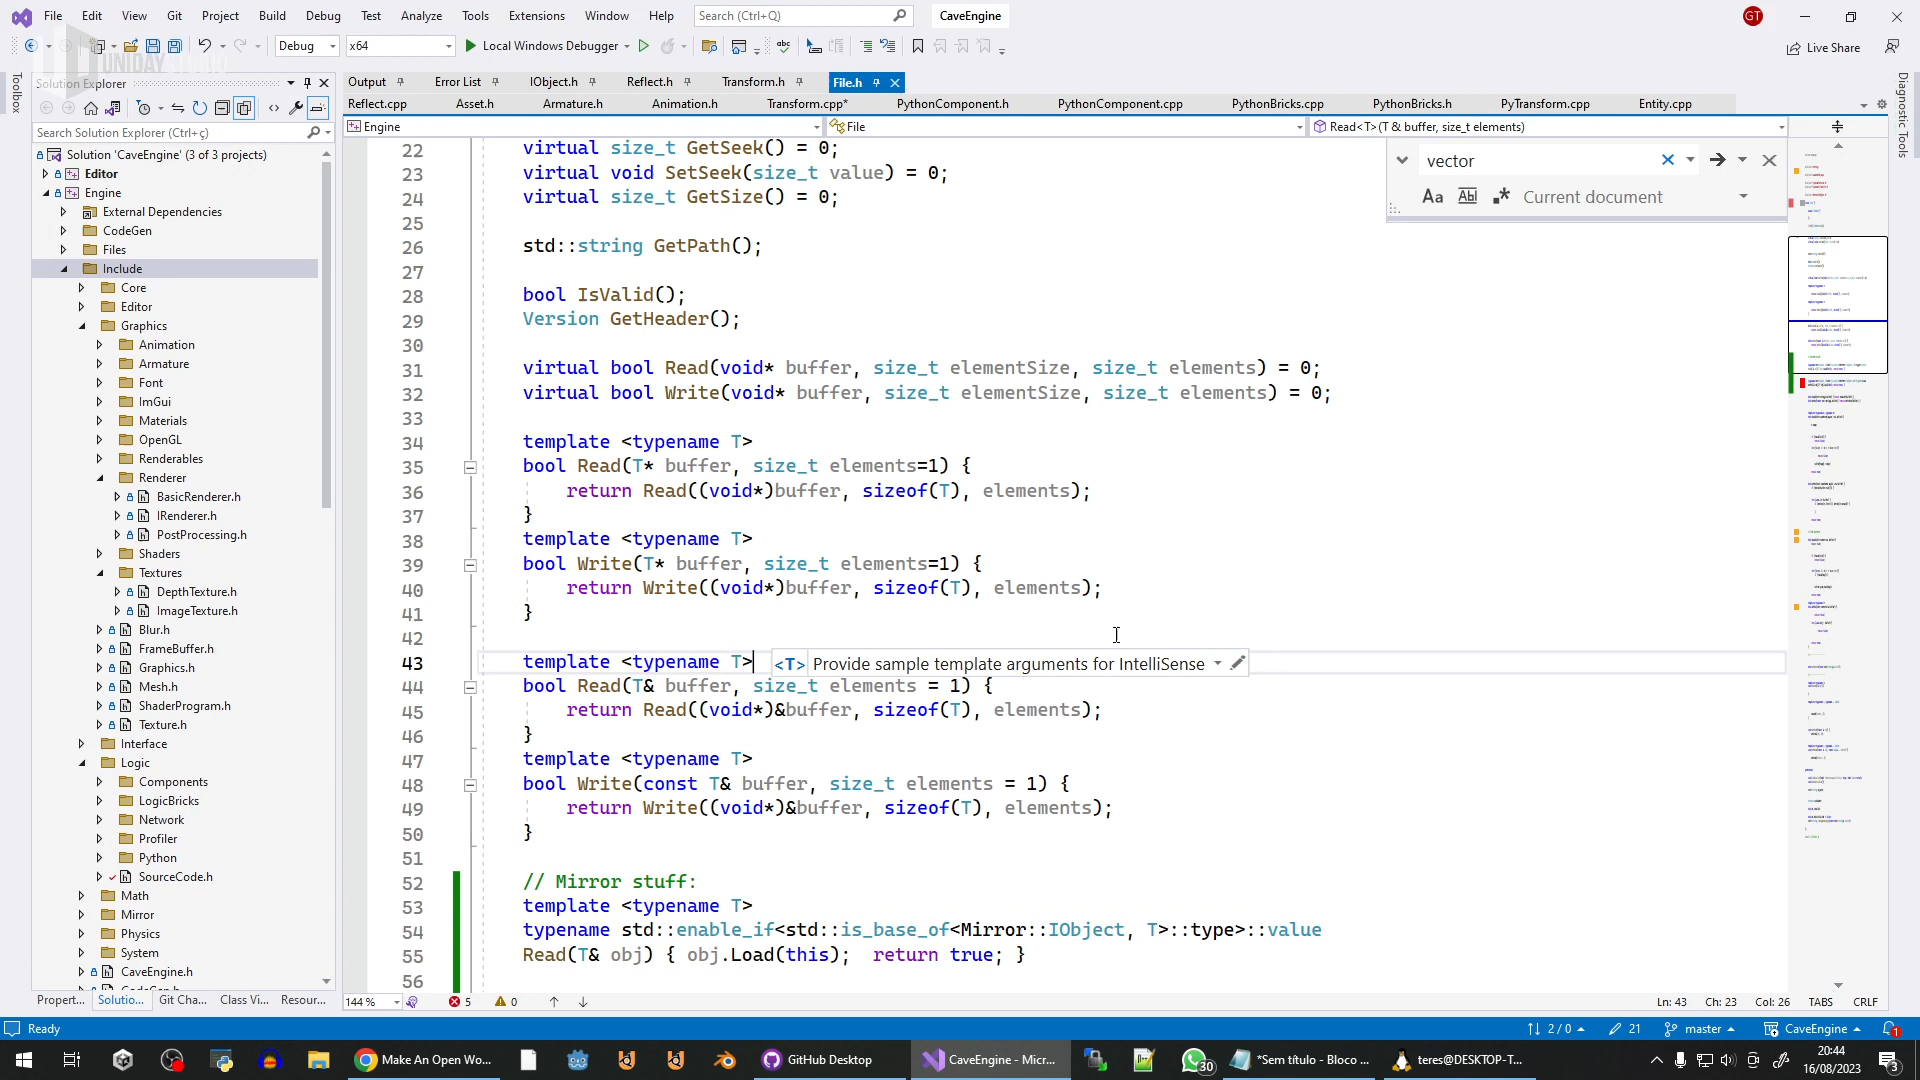 File Edit View Git Project Build Debug Test Analyze Tools Extensions Window Help Search (Ctrl+Q) CaveEngine GT
Debug x64 Local Windows Debugger Live Share
UNIDAY STUDIO
Toolbox
Solution Explorer
Search Solution Explorer (Ctrl+ç)
Solution 'CaveEngine' (3 of 3 projects)
Editor
Engine
External Dependencies
CodeGen
Files
Include
Core
Editor
Graphics
Animation
Armature
Font
ImGui
Materials
OpenGL
Renderables
Renderer
BasicRenderer.h
IRenderer.h
PostProcessing.h
Shaders
Textures
DepthTexture.h
ImageTexture.h
Blur.h
FrameBuffer.h
Graphics.h
Mesh.h
ShaderProgram.h
Texture.h
Interface
Logic
Components
LogicBricks
Network
Profiler
Python
SourceCode.h
Math
Mirror
Physics
System
CaveEngine.h
Propert... Solutio... Git Cha... Class Vi... Resour...
Output Error List IObject.h Reflect.h Transform.h File.h
Reflect.cpp Asset.h Armature.h Animation.h Transform.cpp* PythonComponent.h PythonComponent.cpp PythonBricks.cpp PythonBricks.h PyTransform.cpp Entity.cpp
Engine File Read<T>(T & buffer, size_t elements)
vector
Aa Current document
Diagnostic Tools
22 virtual size_t GetSeek() = 0;
23 virtual void SetSeek(size_t value) = 0;
24 virtual size_t GetSize() = 0;
25
26 std::string GetPath();
27
28 bool IsValid();
29 Version GetHeader();
30
31 virtual bool Read(void* buffer, size_t elementSize, size_t elements) = 0;
32 virtual bool Write(void* buffer, size_t elementSize, size_t elements) = 0;
33
34 template <typename T>
35 bool Read(T* buffer, size_t elements=1) {
36 return Read((void*)buffer, sizeof(T), elements);
37 }
38 template <typename T>
39 bool Write(T* buffer, size_t elements=1) {
40 return Write((void*)buffer, sizeof(T), elements);
41 }
42
43 template <typename T> <T> Provide sample template arguments for IntelliSense
44 bool Read(T& buffer, size_t elements = 1) {
45 return Read((void*)&buffer, sizeof(T), elements);
46 }
47 template <typename T>
48 bool Write(const T& buffer, size_t elements = 1) {
49 return Write((void*)&buffer, sizeof(T), elements);
50 }
51
52 // Mirror stuff:
53 template <typename T>
54 typename std::enable_if<std::is_base_of<Mirror::IObject, T>::type>::value
55 Read(T& obj) { obj.Load(this); return true; }
56
144 % 5 0 Ln: 43 Ch: 23 Col: 26 TABS CRLF
Ready 2 / 0 21 master CaveEngine 1
Make An Open Wo... GitHub Desktop CaveEngine - Micr... 30 *Sem título - Bloco ... teres@DESKTOP-T... 20:44
16/08/2023 3